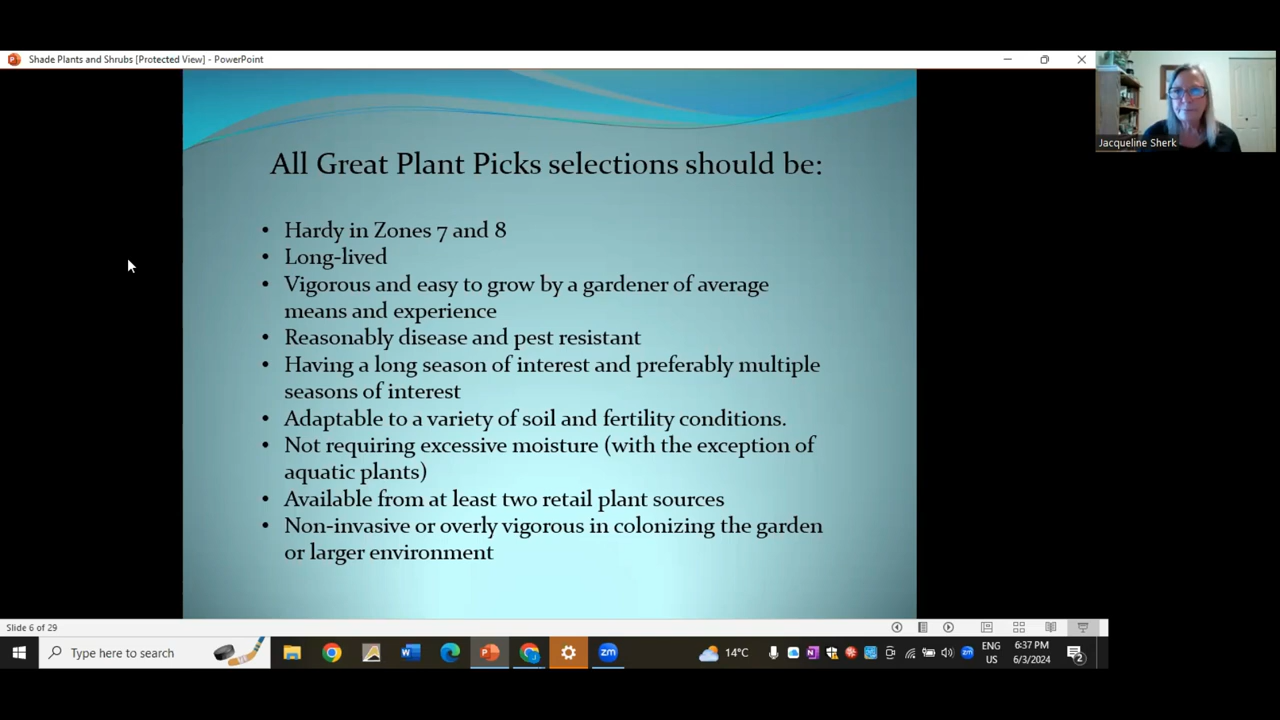 Shade Plants and Shrubs [Protected View] - PowerPoint
Jacqueline Sherk
All Great Plant Picks selections should be:
• Hardy in Zones 7 and 8
• Long-lived
• Vigorous and easy to grow by a gardener of average
means and experience
• Reasonably disease and pest resistant
• Having a long season of interest and preferably multiple
seasons of interest
• Adaptable to a variety of soil and fertility conditions.
• Not requiring excessive moisture (with the exception of
aquatic plants)
• Available from at least two retail plant sources
• Non-invasive or overly vigorous in colonizing the garden
or larger environment
Slide 6 of 29
Type here to search
zm
14°C
ENG
US
6:37 PM
6/3/2024
2